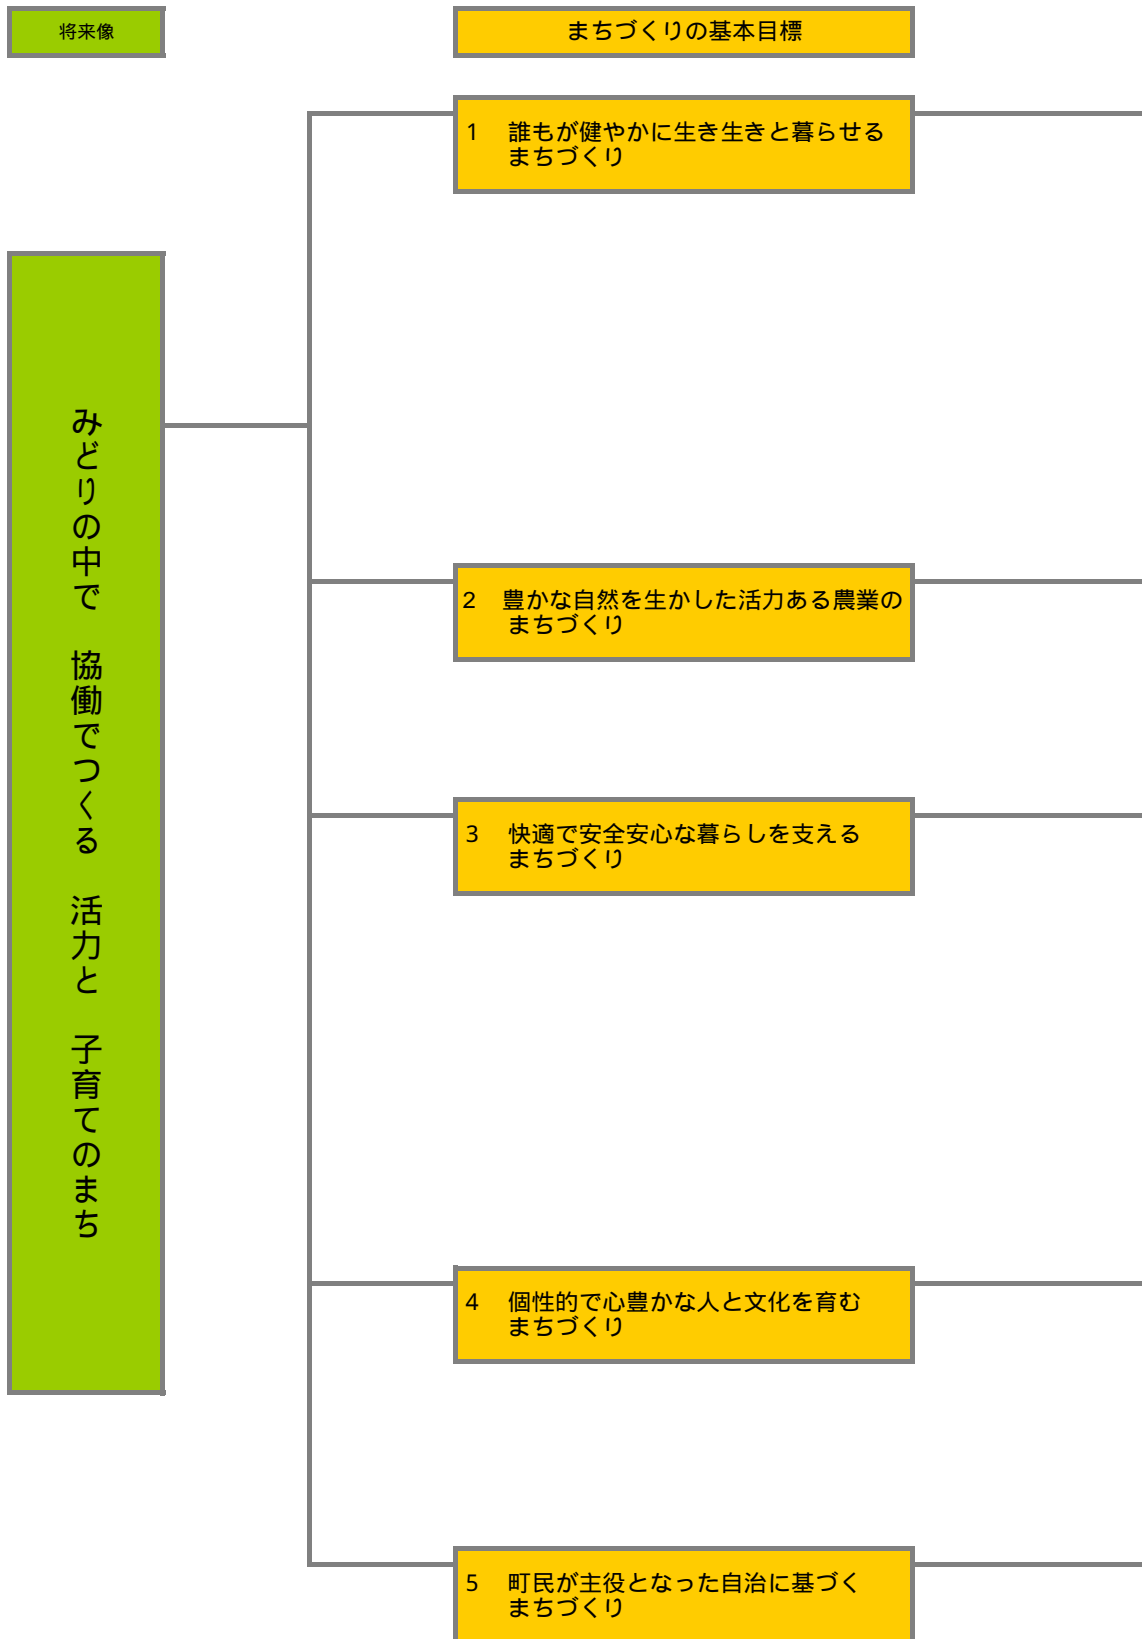 将来像
まちづくりの基本目標
1 誰もが健やかに生き生きと暮らせる
まちづくり
みどりの中で 協働でつくる 活力と 子育てのまち
2 豊かな自然を生かした活力ある農業の
まちづくり
3 快適で安全安心な暮らしを支える
まちづくり
4 個性的で心豊かな人と文化を育む
まちづくり
5 町民が主役となった自治に基づく
まちづくり